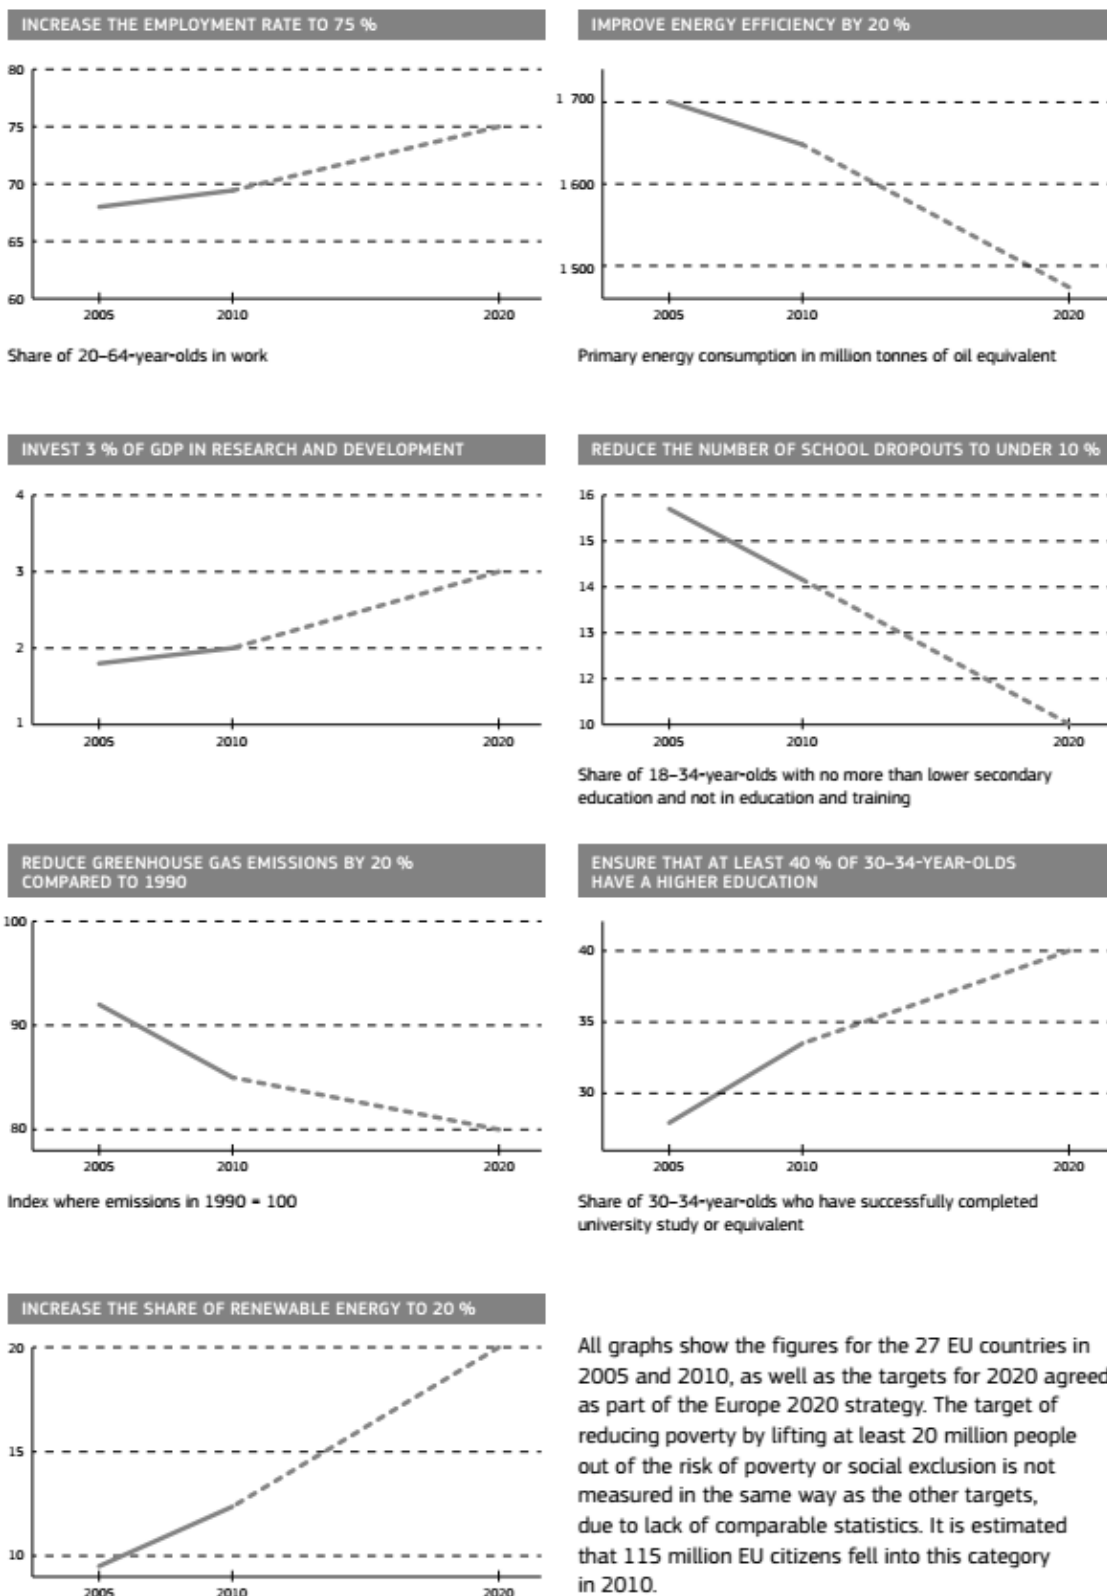 INCREASE THE EMPLOYMENT RATE TO 75 %
80
75
70
65
60
2005 2010 2020
Share of 20–64-year-olds in work
IMPROVE ENERGY EFFICIENCY BY 20 %
1 700
1 600
1 500
2005 2010 2020
Primary energy consumption in million tonnes of oil equivalent
INVEST 3 % OF GDP IN RESEARCH AND DEVELOPMENT
4
3
2
1
2005 2010 2020
REDUCE THE NUMBER OF SCHOOL DROPOUTS TO UNDER 10 %
16
15
14
13
12
10
2005 2010 2020
Share of 18–34-year-olds with no more than lower secondary
education and not in education and training
REDUCE GREENHOUSE GAS EMISSIONS BY 20 %
COMPARED TO 1990
100
90
80
2005 2010 2020
Index where emissions in 1990 = 100
ENSURE THAT AT LEAST 40 % OF 30–34-YEAR-OLDS
HAVE A HIGHER EDUCATION
40
35
30
2005 2010 2020
Share of 30–34-year-olds who have successfully completed
university study or equivalent
INCREASE THE SHARE OF RENEWABLE ENERGY TO 20 %
20
15
10
2005 2010 2020
All graphs show the figures for the 27 EU countries in
2005 and 2010, as well as the targets for 2020 agreed
as part of the Europe 2020 strategy. The target of
reducing poverty by lifting at least 20 million people
out of the risk of poverty or social exclusion is not
measured in the same way as the other targets,
due to lack of comparable statistics. It is estimated
that 115 million EU citizens fell into this category
in 2010.